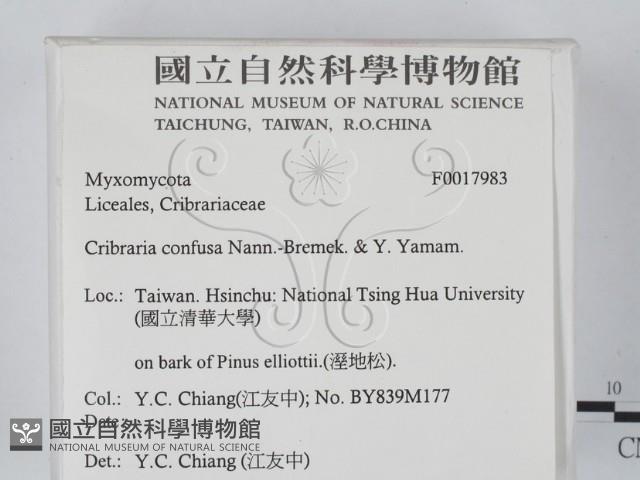 國立自然科學博物館
NATIONAL MUSEUM OF NATURAL SCIENCE
TAICHUNG, TAIWAN, R.O.CHINA
Myxomycota F0017983
Liceales, Cribrariaceae
Cribraria confusa Nann.-Bremek. & Y. Yamam.
Loc.: Taiwan. Hsinchu: National Tsing Hua University
(國立清華大學)
on bark of Pinus elliottii.(溼地松).
Col.: Y.C. Chiang(江友中); No. BY839M177
國立自然科學博物館
NATIONAL MUSEUM OF NATURAL SCIENCE
Det.: Y.C. Chiang (江友中)
10